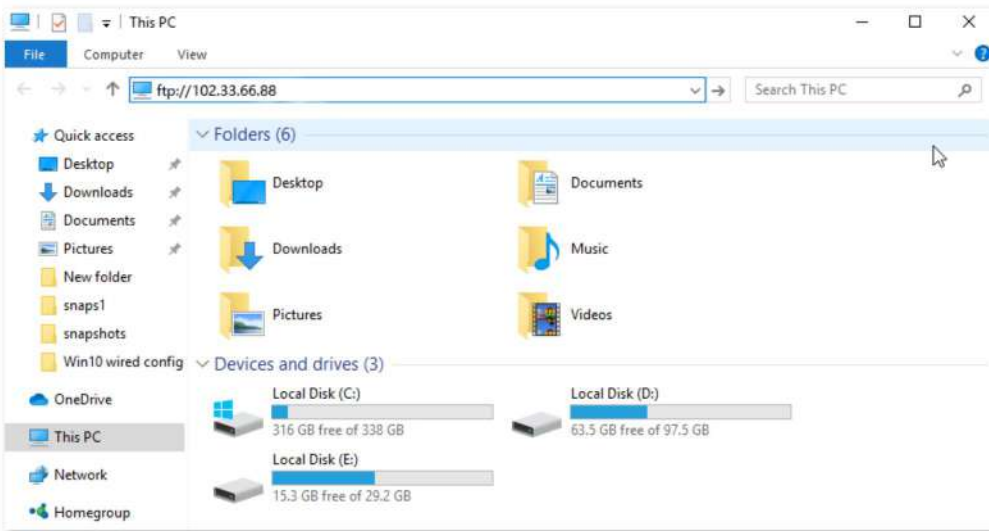 This PC
File Computer View
ftp://102.33.66.88
Search This PC
Quick access
Desktop
Downloads
Documents
Pictures
New folder
snaps1
snapshots
Win10 wired config
OneDrive
This PC
Network
Homegroup
Folders (6)
Desktop
Documents
Downloads
Music
Pictures
Videos
Devices and drives (3)
Local Disk (C:)
316 GB free of 338 GB
Local Disk (D:)
63.5 GB free of 97.5 GB
Local Disk (E:)
15.3 GB free of 29.2 GB